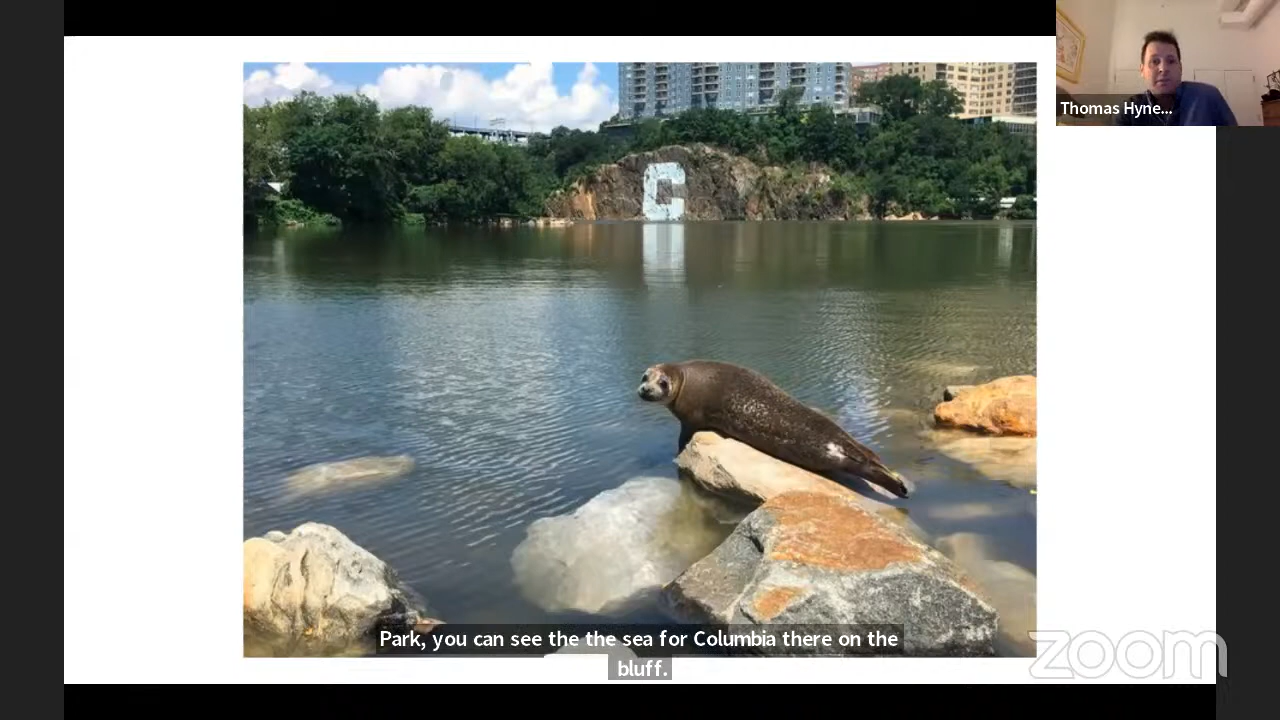 C
Thomas Hyne...
Park, you can see the the sea for Columbia there on the
bluff.
zoom